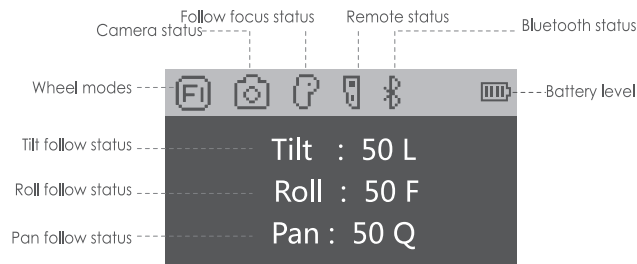 Follow focus status
Remote status
Camera status
Bluetooth status
Wheel modes
FI
Battery level
Tilt follow status
Tilt : 50 L
Roll follow status
Roll : 50 F
Pan follow status
Pan : 50 Q